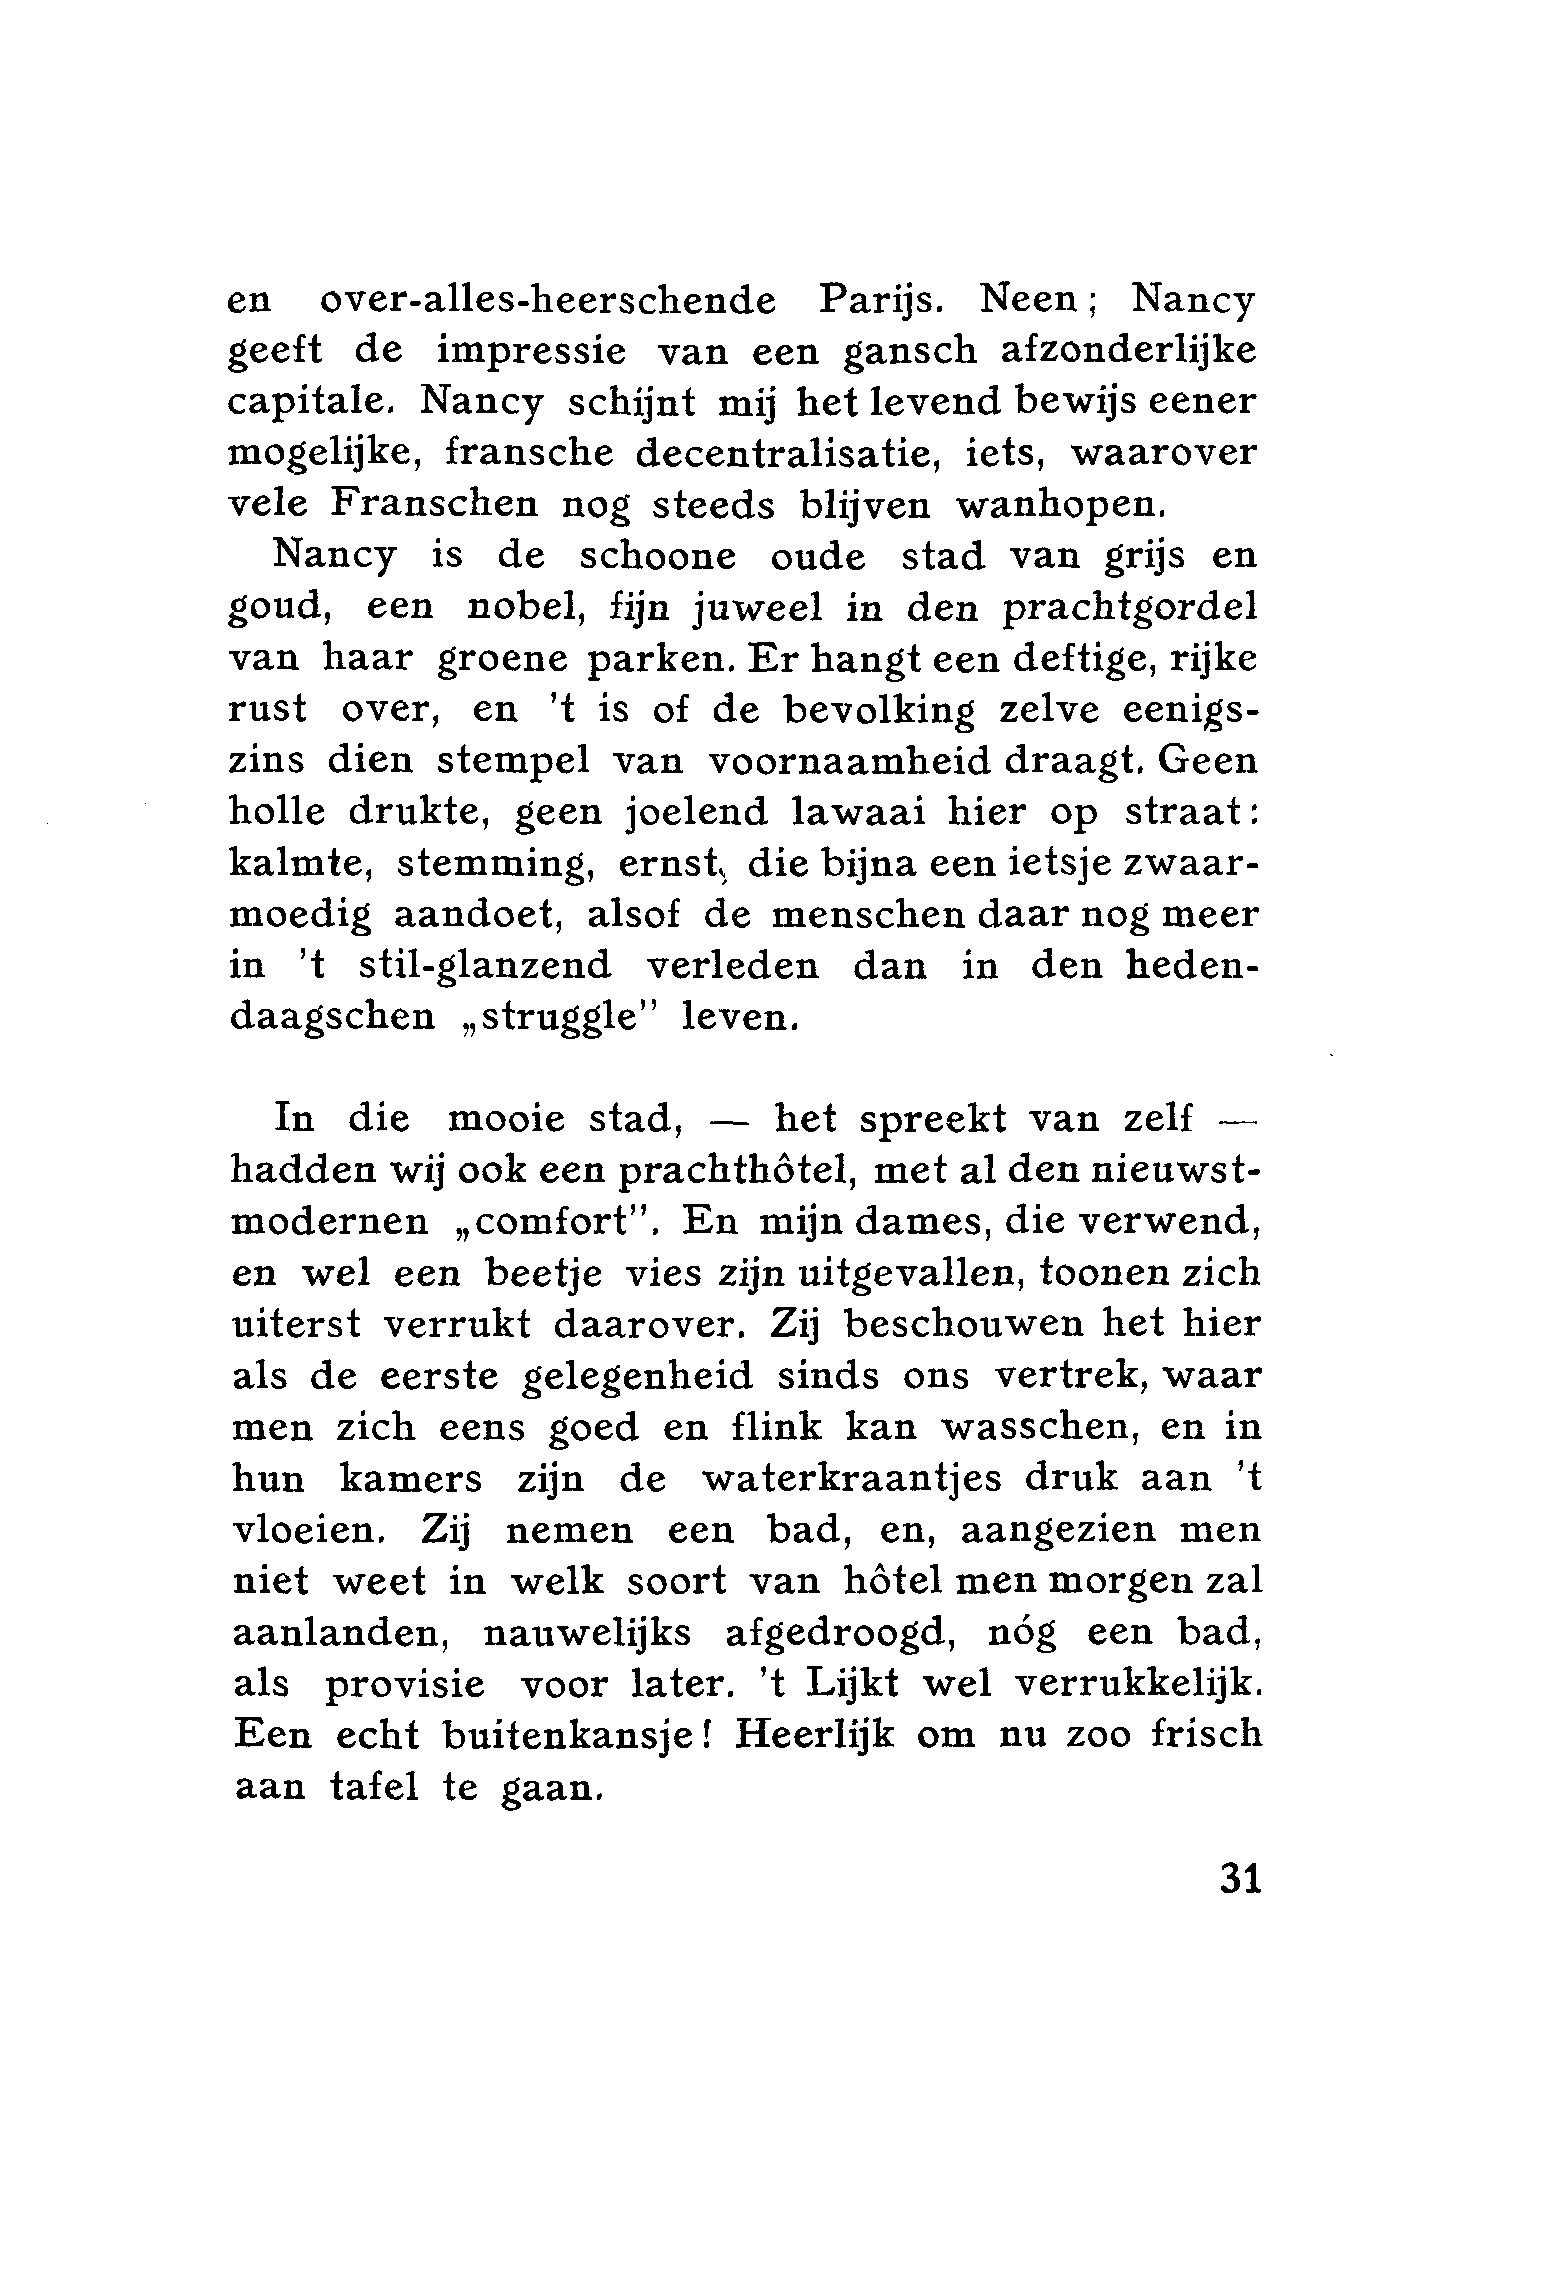 en over-alles-heerschende Parijs. Neen; Nancy
geeft de impressie van een gansch afzonderlijke
capitale. Nancy schijnt mij het levend bewijs eener
mogelijke, fransche decentralisatie, iets, waarover
vele Franschen nog steeds blijven wanhopen.
Nancy is de schoone oude stad van grijs en
goud, een nobel, fijn juweel in den prachtgordel
van haar groene parken. Er hangt een deftige, rijke
rust over, en 't is of de bevolking zelve eenigs-
zins dien stempel van voornaamheid draagt. Geen
holle drukte, geen joelend lawaai hier op straat:
kalmte, stemming, ernst, die bijna een ietsje zwaar-
moedig aandoet, alsof de menschen daar nog meer
in 't stil-glanzend verleden dan in den heden-
daagschen „struggle” leven.

In die mooie stad, — het spreekt van zelf —
hadden wij ook een prachthôtel, met al den nieuwst-
modernen „comfort”. En mijn dames, die verwend,
en wel een beetje vies zijn uitgevallen, toonen zich
uiterst verrukt daarover. Zij beschouwen het hier
als de eerste gelegenheid sinds ons vertrek, waar
men zich eens goed en flink kan wasschen, en in
hun kamers zijn de waterkraantjes druk aan 't
vloeien. Zij nemen een bad, en, aangezien men
niet weet in welk soort van hôtel men morgen zal
aanlanden, nauwelijks afgedroogd, nóg een bad,
als provisie voor later. 't Lijkt wel verrukkelijk.
Een echt buitenkansje! Heerlijk om nu zoo frisch
aan tafel te gaan.

31